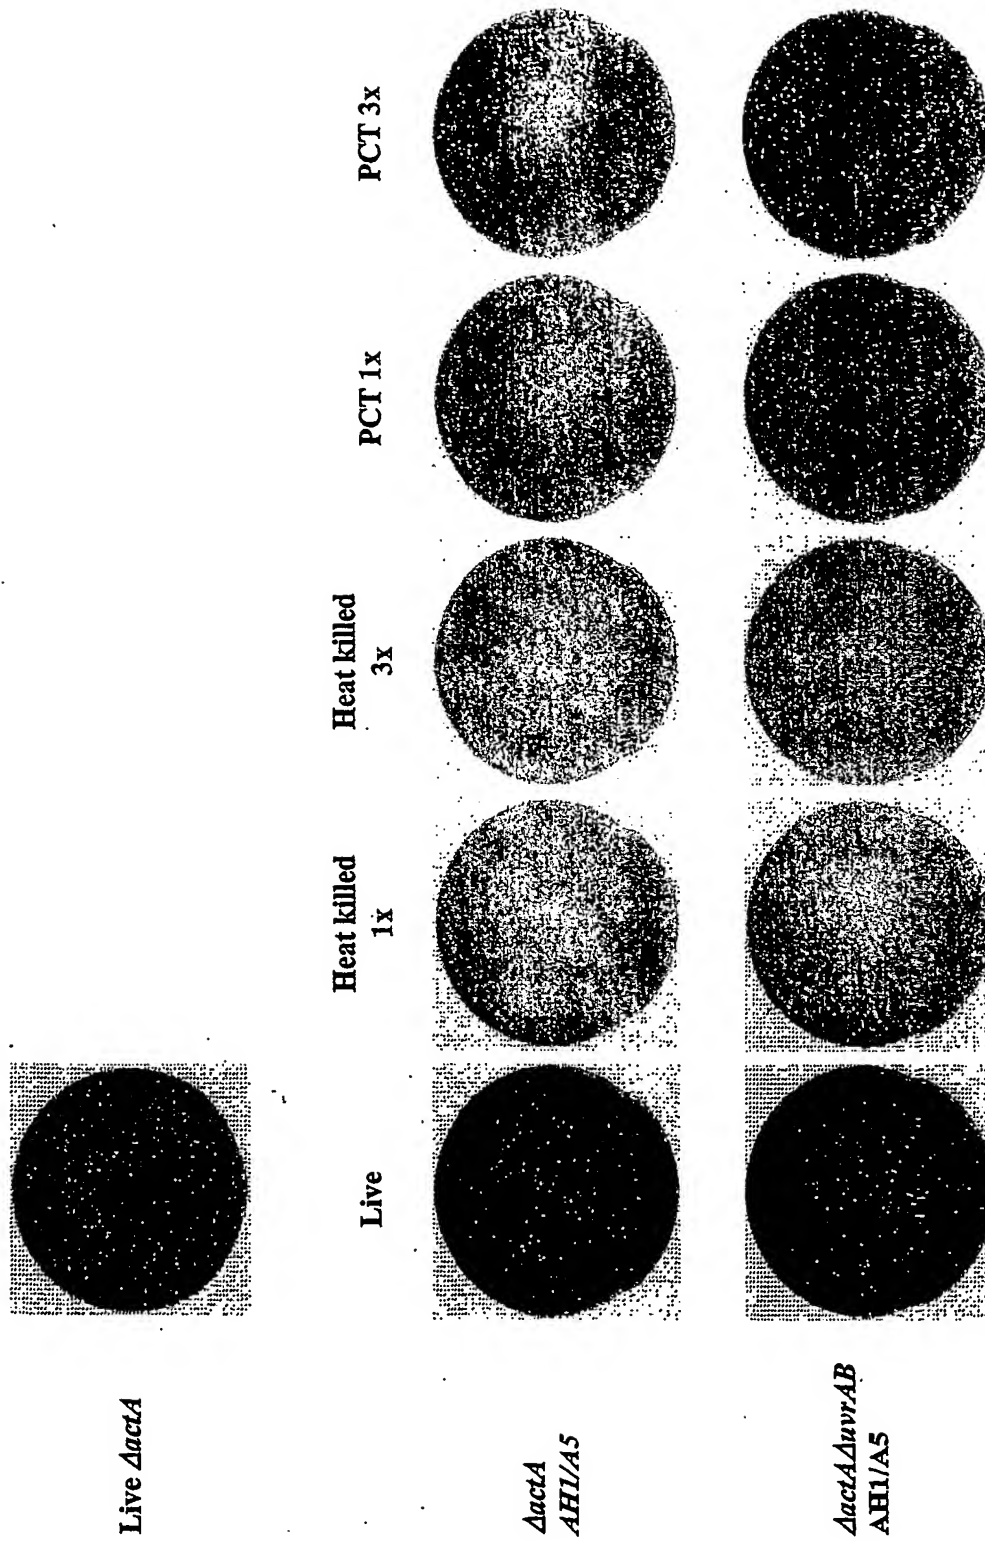 Live ΔactA
Live
Heat killed
1x
Heat killed
3x
PCT 1x
PCT 3x
ΔactA
AH1/A5
ΔactAΔuvrAB
AH1/A5